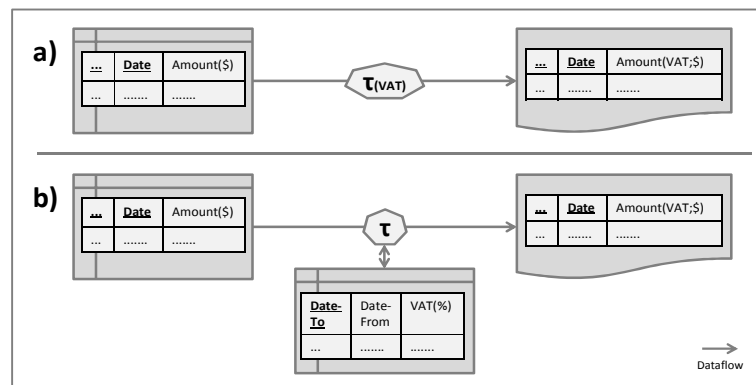 a)
... Date Amount($)
... ....... .......
τ(VAT)
... Date Amount(VAT;$)
... ....... .......
b)
... Date Amount($)
... ....... .......
τ
... Date Amount(VAT;$)
... ....... .......
Date- Date- VAT(%)
To From
... ....... .......
Dataflow